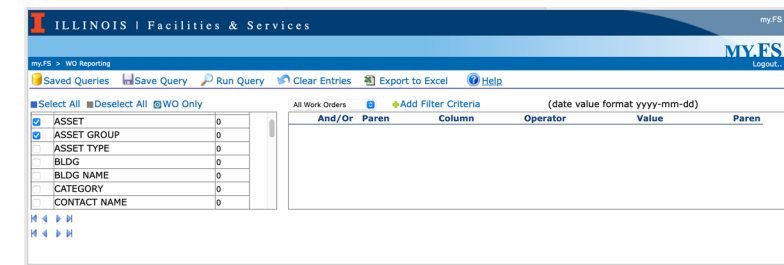 ILLINOIS | Facilities & Services
my.FS
MY.FS
my.FS > WO Reporting
Logout..
Saved Queries Save Query Run Query Clear Entries Export to Excel Help
Select All Deselect All WO Only
All Work Orders Add Filter Criteria (date value format yyyy-mm-dd)
And/Or Paren Column Operator Value Paren
ASSET 0
ASSET GROUP 0
ASSET TYPE 0
BLDG 0
BLDG NAME 0
CATEGORY 0
CONTACT NAME 0